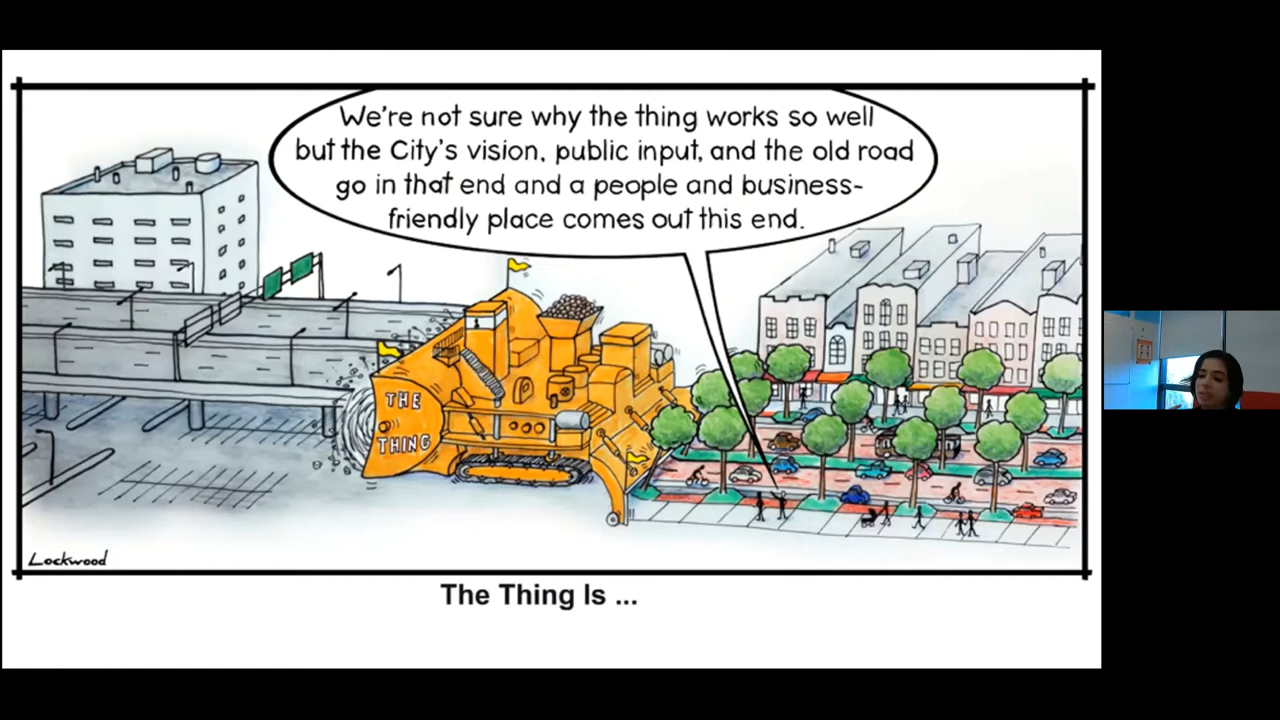 We're not sure why the thing works so well
but the City's vision, public input, and the old road
go in that end and a people and business-
friendly place comes out this end.
THE
THING
Lockwood
The Thing Is ...